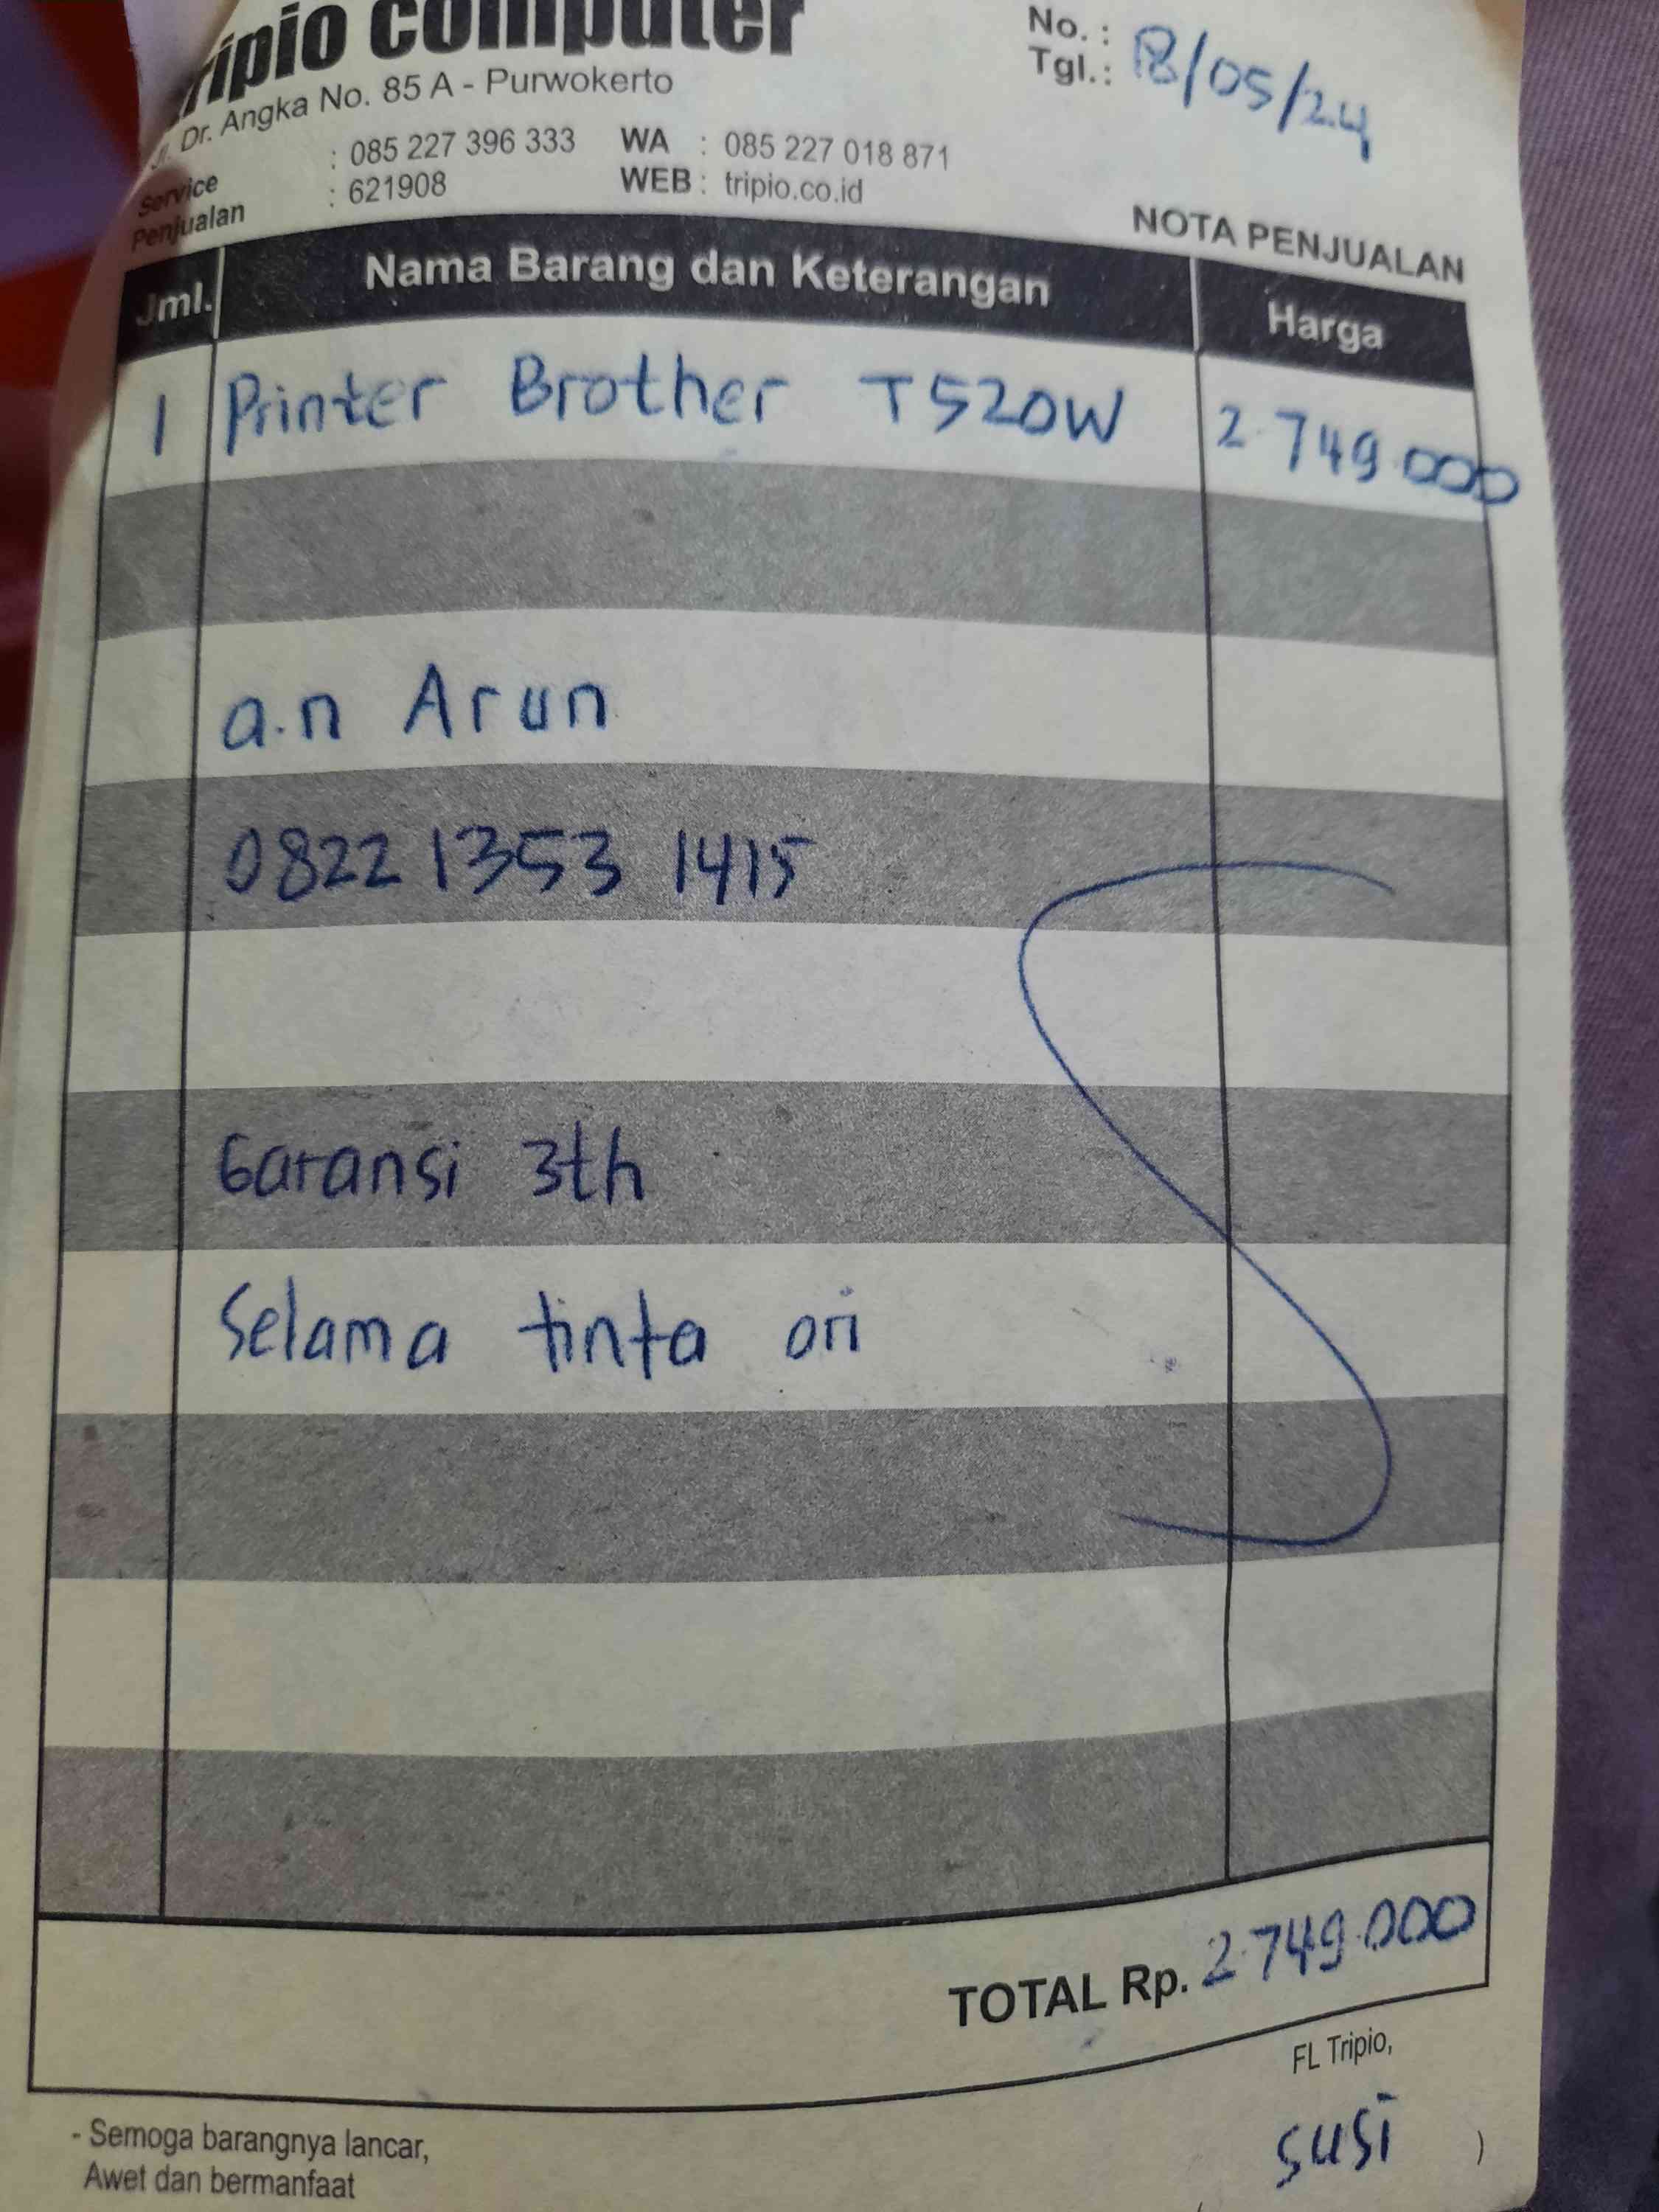 Tripio computer
Jl. Dr. Angka No. 85 A - Purwokerto
Service : 085 227 396 333 WA : 085 227 018 871
Penjualan : 621908 WEB : tripio.co.id
No. :
Tgl.: 18/05/24
NOTA PENJUALAN
Jml. Nama Barang dan Keterangan Harga
1 Printer Brother T520W 2.749.000
a.n Arun
0822 1353 1415
Garansi 3th
Selama tinta ori
TOTAL Rp. 2.749.000
FL Tripio,
susi )
- Semoga barangnya lancar,
Awet dan bermanfaat